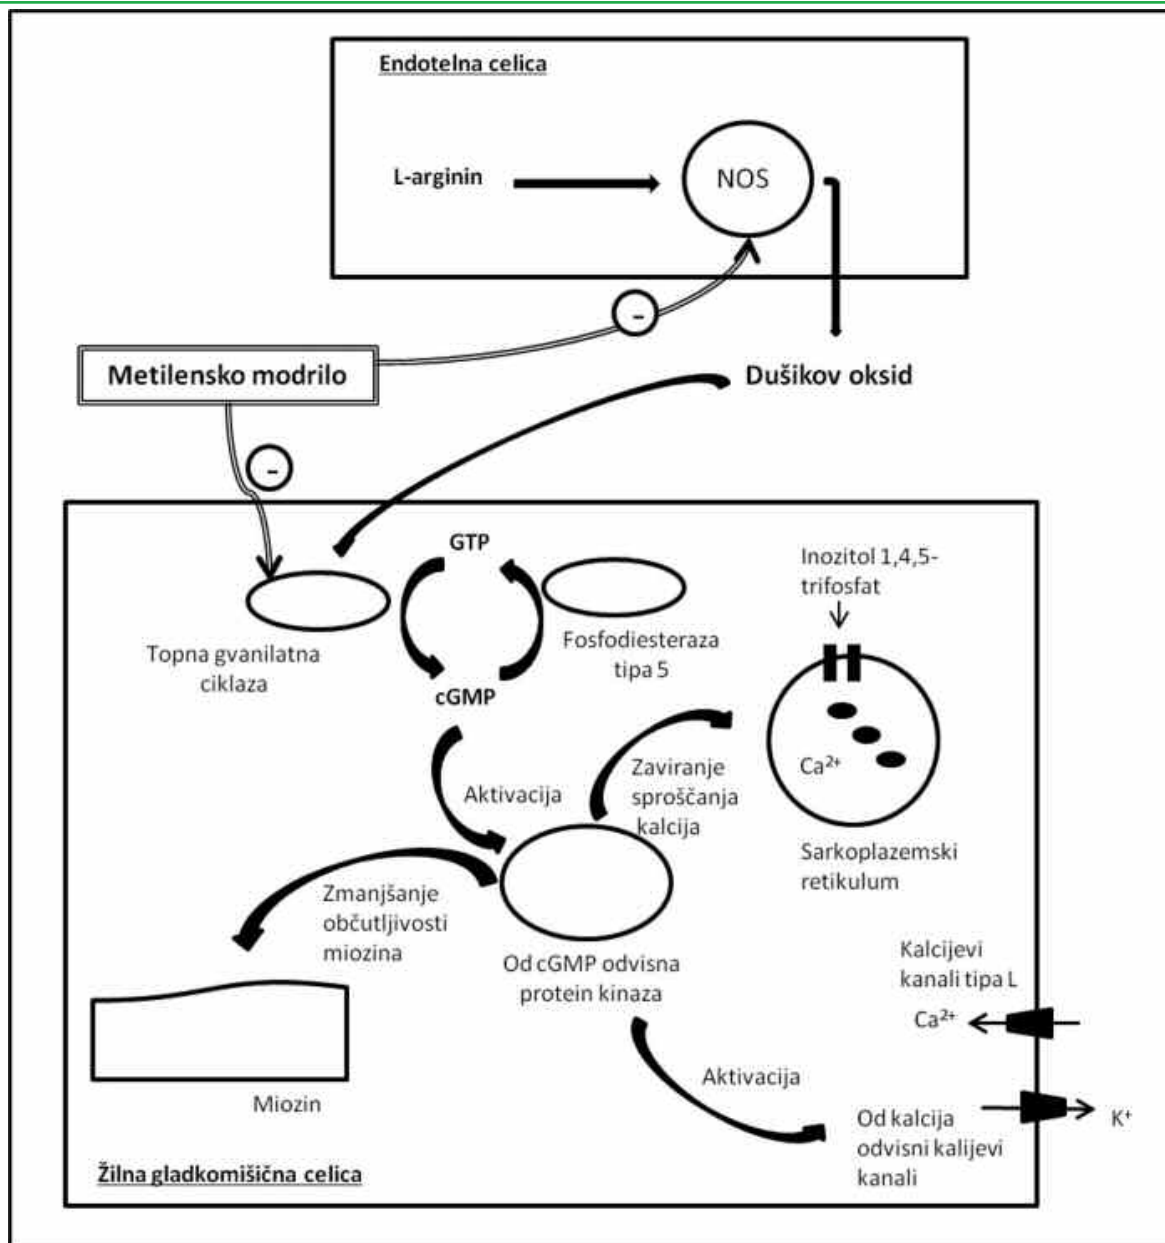 Endotelna celica
L-arginin
NOS
-
Metilensko modrilo
Dušikov oksid
-
GTP
Inozitol 1,4,5-
trifosfat
Topna gvanilatna
ciklaza
Fosfodiesteraza
tipa 5
cGMP
Aktivacija
Zaviranje
sproščanja
kalcija
Ca²⁺
Sarkoplazemski
retikulum
Zmanjšanje
občutljivosti
miozina
Od cGMP odvisna
protein kinaza
Kalcijevi
kanali tipa L
Ca²⁺
Miozin
Aktivacija
Od kalcija
odvisni kalijevi
kanali
K⁺
Žilna gladkomišična celica